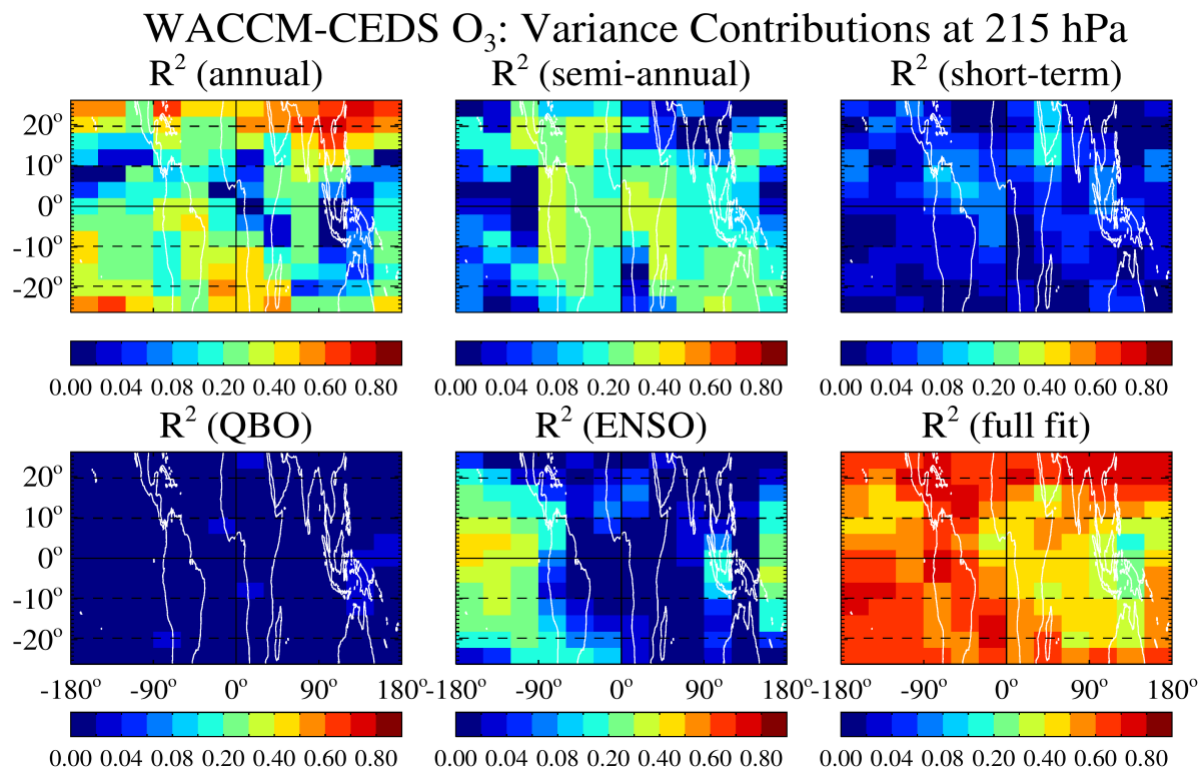 WACCM-CEDS O₃: Variance Contributions at 215 hPa
R² (annual) R² (semi-annual) R² (short-term)
20º
10º
0º
-10º
-20º
0.00 0.04 0.08 0.20 0.40 0.60 0.80 0.00 0.04 0.08 0.20 0.40 0.60 0.80 0.00 0.04 0.08 0.20 0.40 0.60 0.80
R² (QBO) R² (ENSO) R² (full fit)
20º
10º
0º
-10º
-20º
-180º -90º 0º 90º 180º -180º -90º 0º 90º 180º -180º -90º 0º 90º 180º
0.00 0.04 0.08 0.20 0.40 0.60 0.80 0.00 0.04 0.08 0.20 0.40 0.60 0.80 0.00 0.04 0.08 0.20 0.40 0.60 0.80